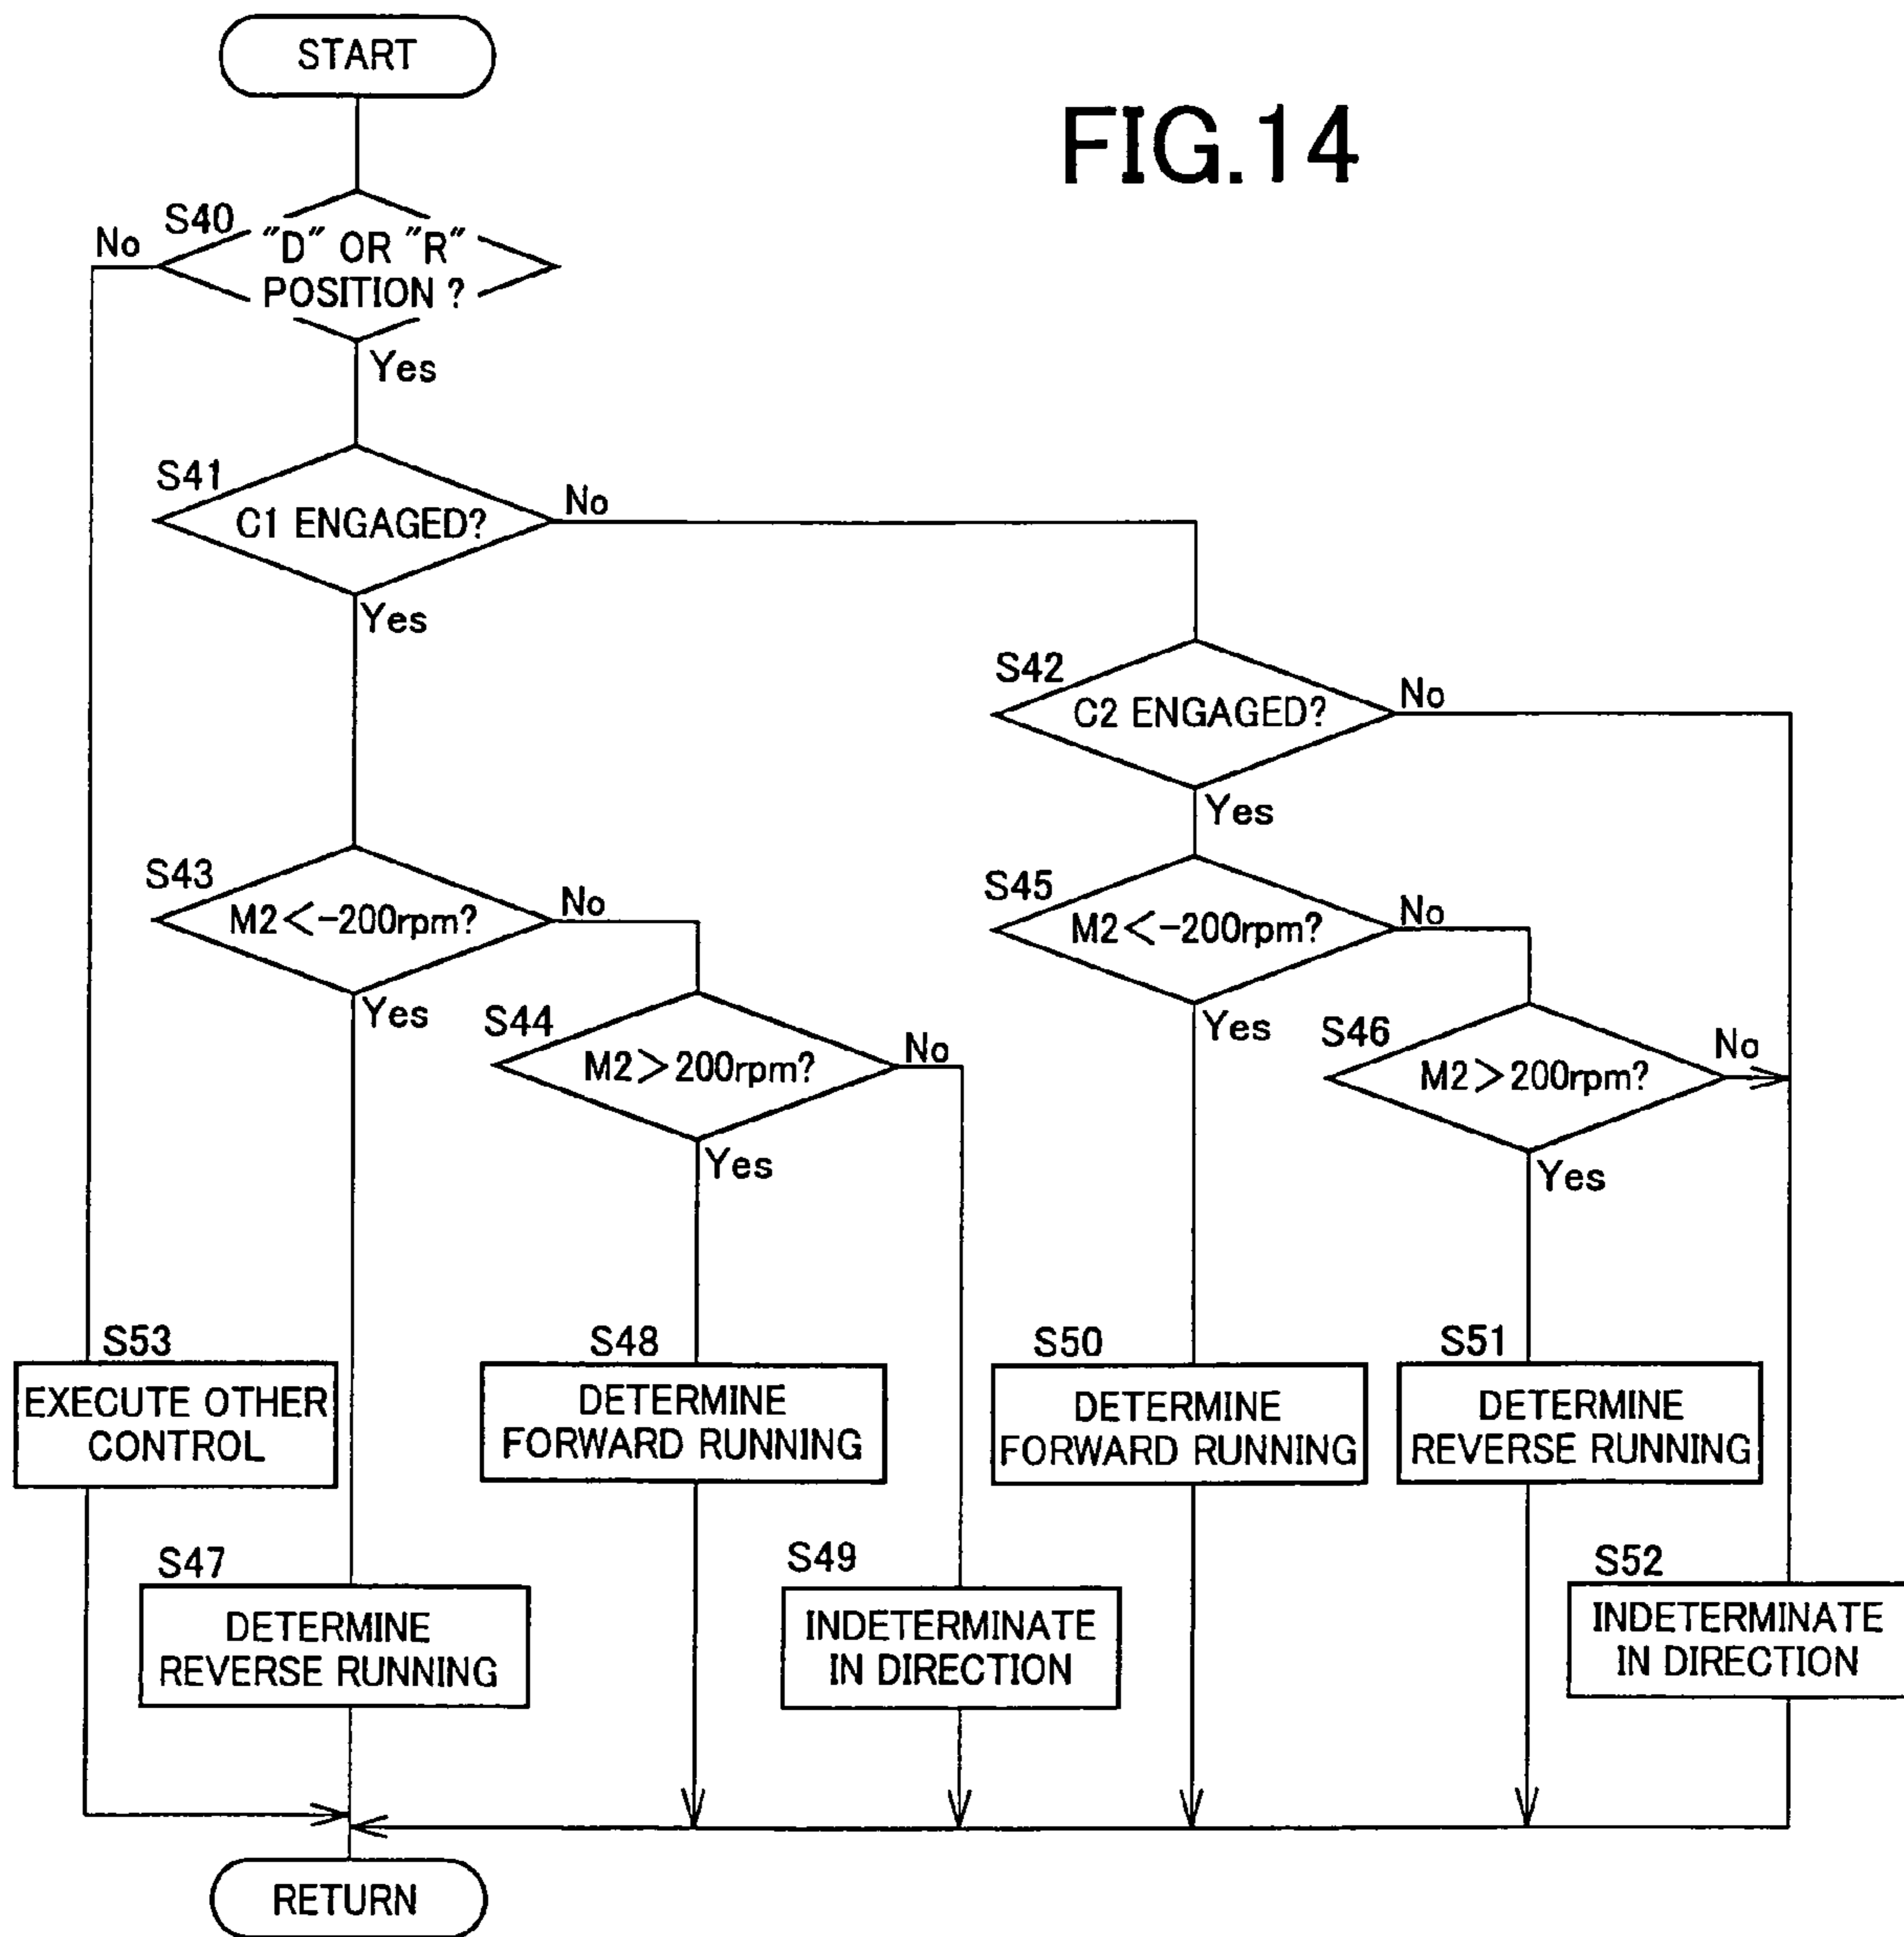 START
FIG.14
S40
"D" OR "R"
POSITION ?
No
Yes
S41
C1 ENGAGED?
No
Yes
S42
C2 ENGAGED?
No
Yes
S43
M2<-200rpm?
No
Yes
S44
M2>200rpm?
No
Yes
S45
M2<-200rpm?
No
Yes
S46
M2>200rpm?
No
Yes
S53
EXECUTE OTHER
CONTROL
S48
DETERMINE
FORWARD RUNNING
S50
DETERMINE
FORWARD RUNNING
S51
DETERMINE
REVERSE RUNNING
S47
DETERMINE
REVERSE RUNNING
S49
INDETERMINATE
IN DIRECTION
S52
INDETERMINATE
IN DIRECTION
RETURN